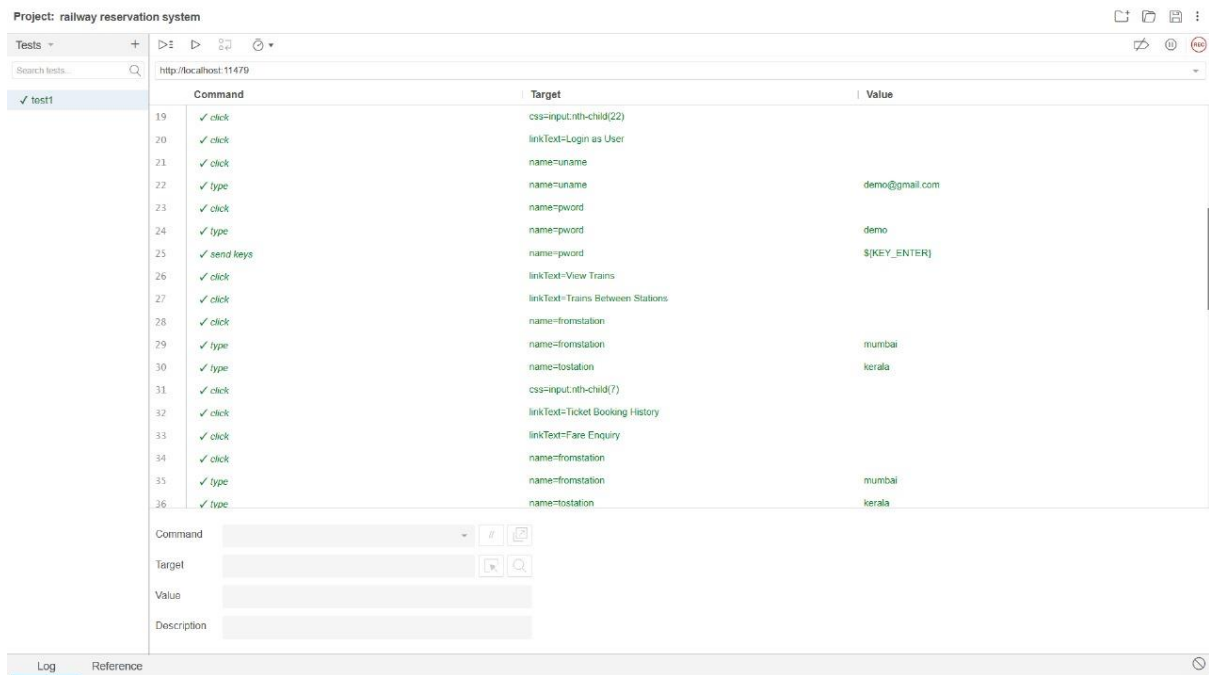 Project: railway reservation system
Tests
Search tests...
http://localhost:11479
✓ test1
Command Target Value
19 ✓ click css=input:nth-child(22)
20 ✓ click linkText=Login as User
21 ✓ click name=uname
22 ✓ type name=uname demo@gmail.com
23 ✓ click name=pword
24 ✓ type name=pword demo
25 ✓ send keys name=pword ${KEY_ENTER}
26 ✓ click linkText=View Trains
27 ✓ click linkText=Trains Between Stations
28 ✓ click name=fromstation
29 ✓ type name=fromstation mumbai
30 ✓ type name=tostation kerala
31 ✓ click css=input:nth-child(7)
32 ✓ click linkText=Ticket Booking History
33 ✓ click linkText=Fare Enquiry
34 ✓ click name=fromstation
35 ✓ type name=fromstation mumbai
36 ✓ type name=tostation kerala
Command //
Target
Value
Description
Log Reference
REC